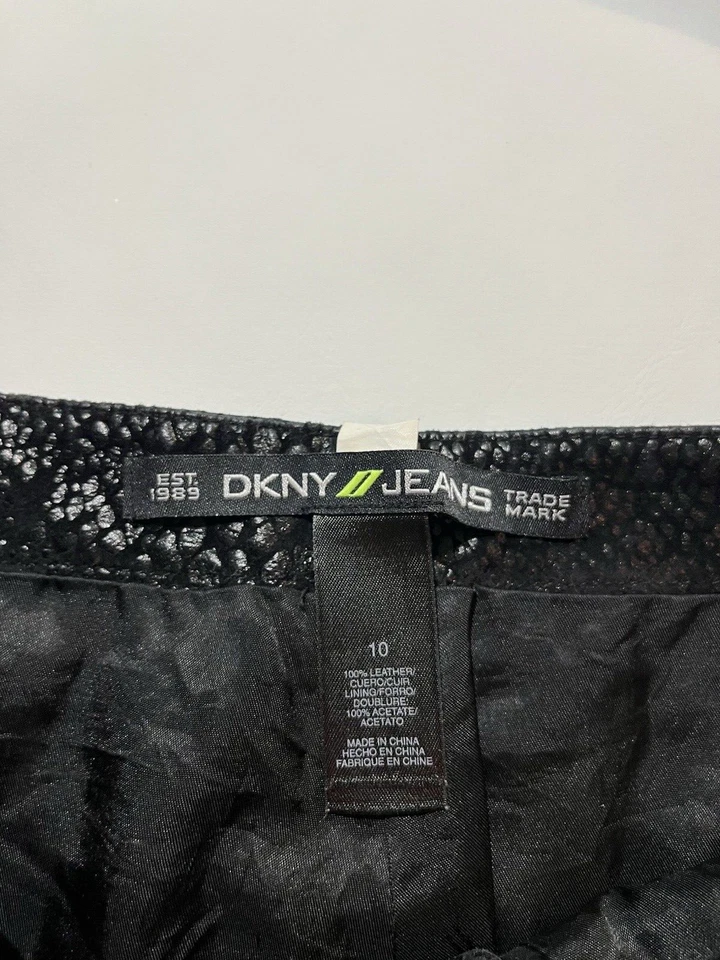 EST. 1989
DKNY // JEANS
TRADE MARK
10
100% LEATHER/
CUERO/CUIR
LINING/FORRO/
DOUBLURE:
100% ACETATE/
ACETATO
MADE IN CHINA
HECHO EN CHINA
FABRIQUE EN CHINE